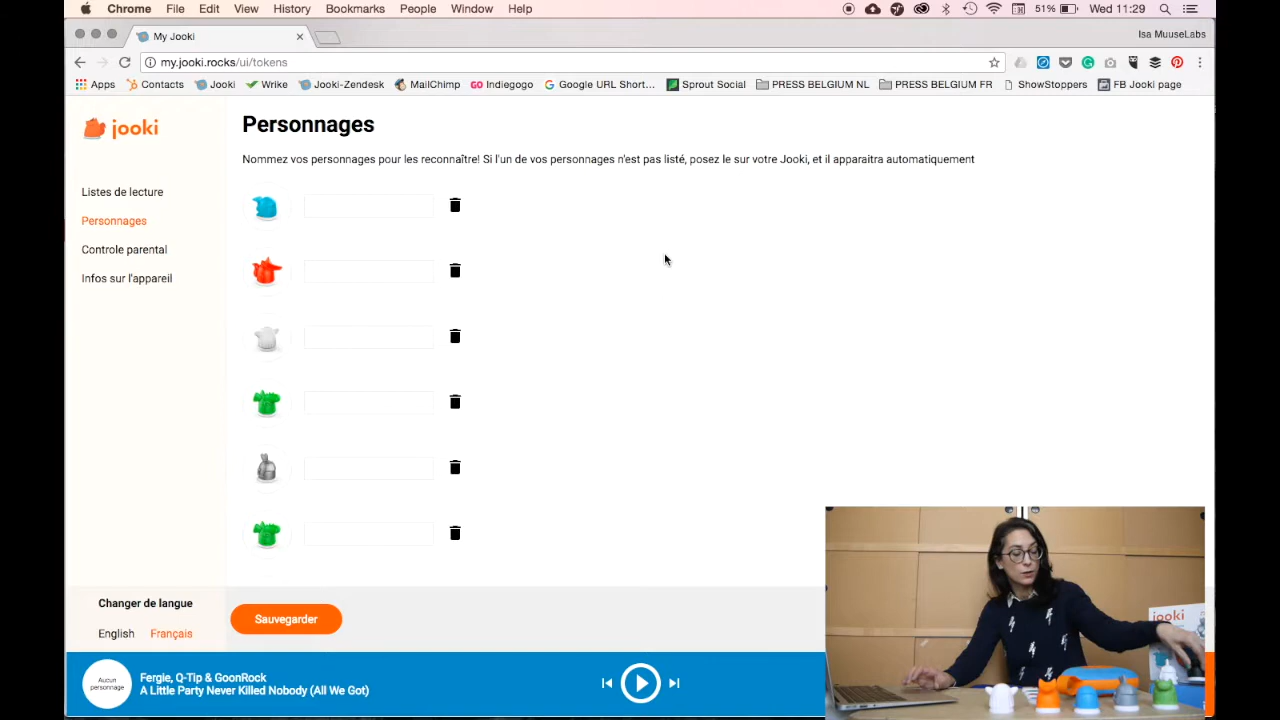 Chrome File Edit View History Bookmarks People Window Help 51% Wed 11:29
My Jooki Isa MuuseLabs
my.jooki.rocks/ui/tokens
Apps Contacts Jooki Wrike Jooki-Zendesk MailChimp GO Indiegogo Google URL Short... Sprout Social PRESS BELGIUM NL PRESS BELGIUM FR ShowStoppers FB Jooki page
jooki
Personnages
Nommez vos personnages pour les reconnaître! Si l'un de vos personnages n'est pas listé, posez le sur votre Jooki, et il apparaitra automatiquement
Listes de lecture
Personnages
Controle parental
Infos sur l'appareil
Changer de langue
English Français
Sauvegarder
Aucun
personnage
Fergie, Q-Tip & GoonRock
A Little Party Never Killed Nobody (All We Got)
jooki